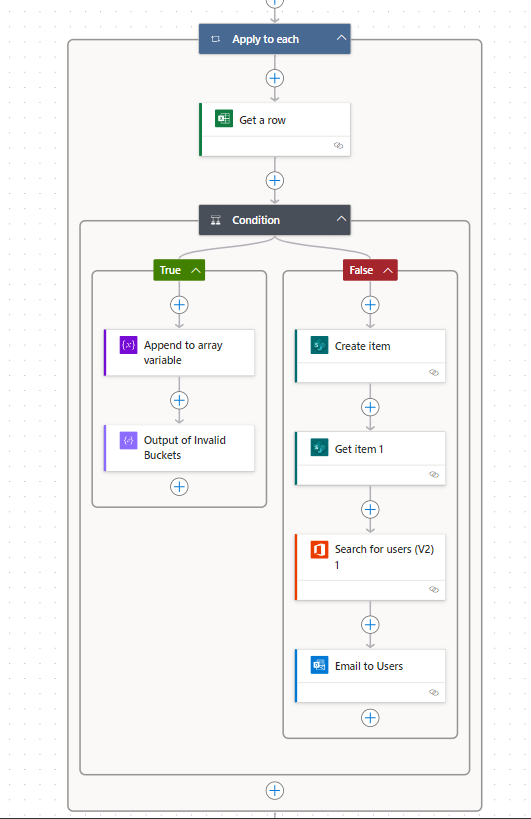 Apply to each
Get a row
Condition
True
False
Append to array
variable
Output of Invalid
Buckets
Create item
Get item 1
Search for users (V2)
1
Email to Users